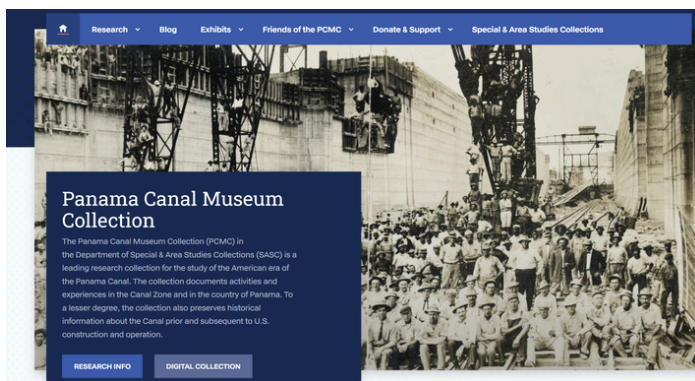 Research
Blog
Exhibits
Friends of the PCMC
Donate & Support
Special & Area Studies Collections
Panama Canal Museum
Collection
The Panama Canal Museum Collection (PCMC) in
the Department of Special & Area Studies Collections (SASC) is a
leading research collection for the study of the American era of
the Panama Canal. The collection documents activities and
experiences in the Canal Zone and in the country of Panama. To
a lesser degree, the collection also preserves historical
information about the Canal prior and subsequent to U.S.
construction and operation.
RESEARCH INFO
DIGITAL COLLECTION